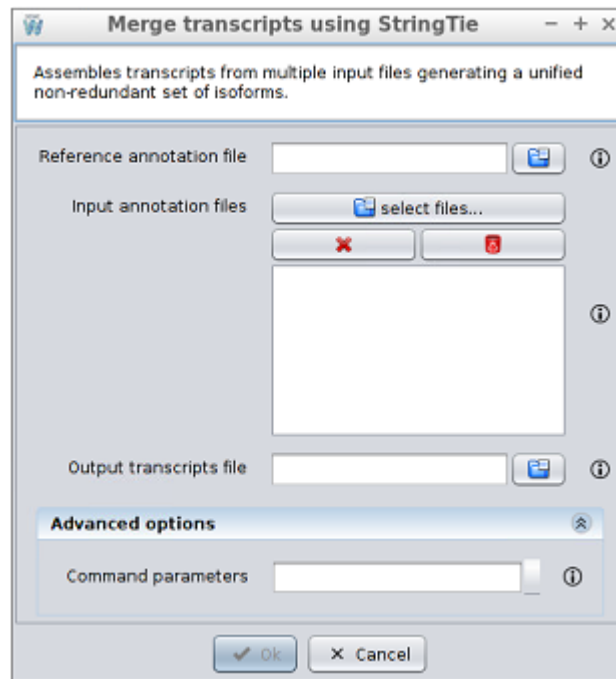 Merge transcripts using StringTie
Assembles transcripts from multiple input files generating a unified
non-redundant set of isoforms.
Reference annotation file
Input annotation files
select files...
Output transcripts file
Advanced options
Command parameters
Ok
Cancel